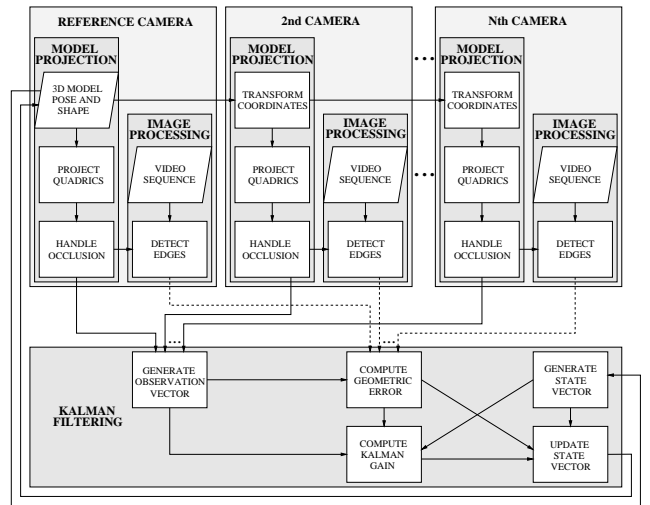 REFERENCE CAMERA
MODEL
PROJECTION
3D MODEL
POSE AND
SHAPE
PROJECT
QUADRICS
HANDLE
OCCLUSION
IMAGE
PROCESSING
VIDEO
SEQUENCE
DETECT
EDGES
2nd CAMERA
MODEL
PROJECTION
TRANSFORM
COORDINATES
PROJECT
QUADRICS
HANDLE
OCCLUSION
IMAGE
PROCESSING
VIDEO
SEQUENCE
DETECT
EDGES
Nth CAMERA
MODEL
PROJECTION
TRANSFORM
COORDINATES
PROJECT
QUADRICS
HANDLE
OCCLUSION
IMAGE
PROCESSING
VIDEO
SEQUENCE
DETECT
EDGES
KALMAN
FILTERING
GENERATE
OBSERVATION
VECTOR
COMPUTE
GEOMETRIC
ERROR
GENERATE
STATE
VECTOR
COMPUTE
KALMAN
GAIN
UPDATE
STATE
VECTOR